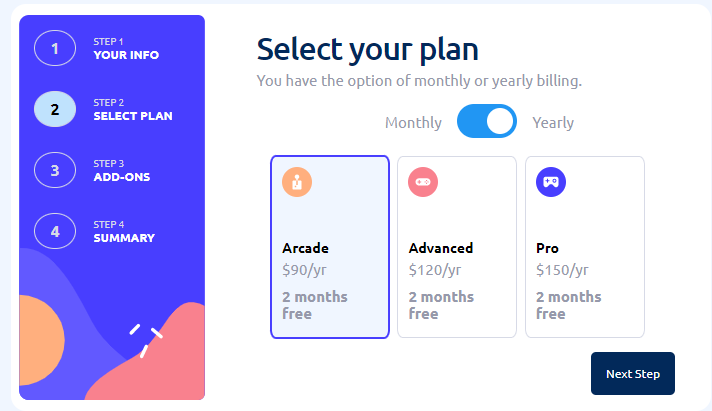 1
STEP 1
YOUR INFO
2
STEP 2
SELECT PLAN
3
STEP 3
ADD-ONS
4
STEP 4
SUMMARY
Select your plan
You have the option of monthly or yearly billing.
Monthly Yearly
Arcade
$90/yr
2 months
free
Advanced
$120/yr
2 months
free
Pro
$150/yr
2 months
free
Next Step